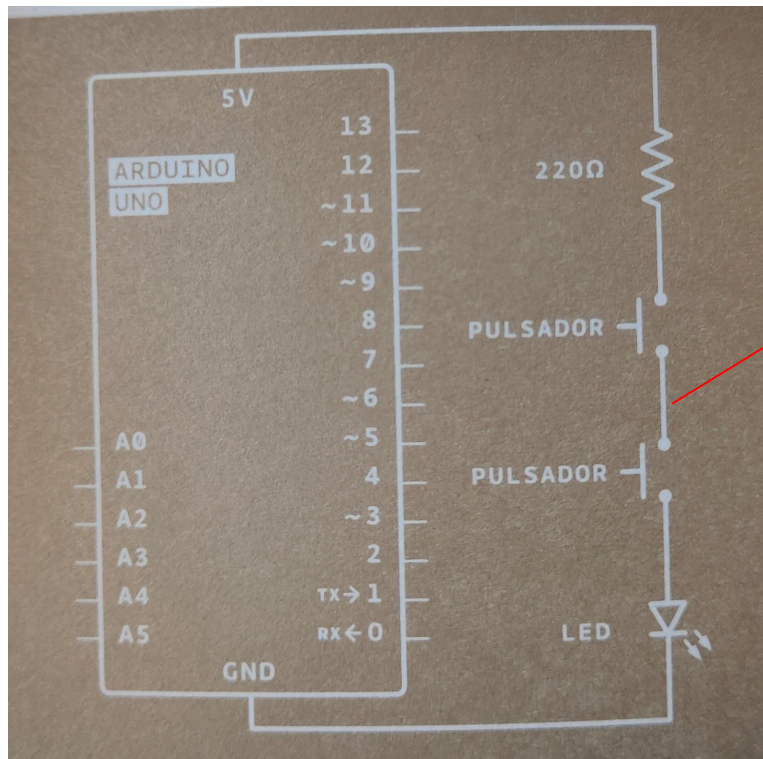 5V
ARDUINO
UNO
13
12
~11
~10
~9
8
7
~6
~5
4
~3
2
TX→1
RX←0
A0
A1
A2
A3
A4
A5
GND
220Ω
PULSADOR
PULSADOR
LED